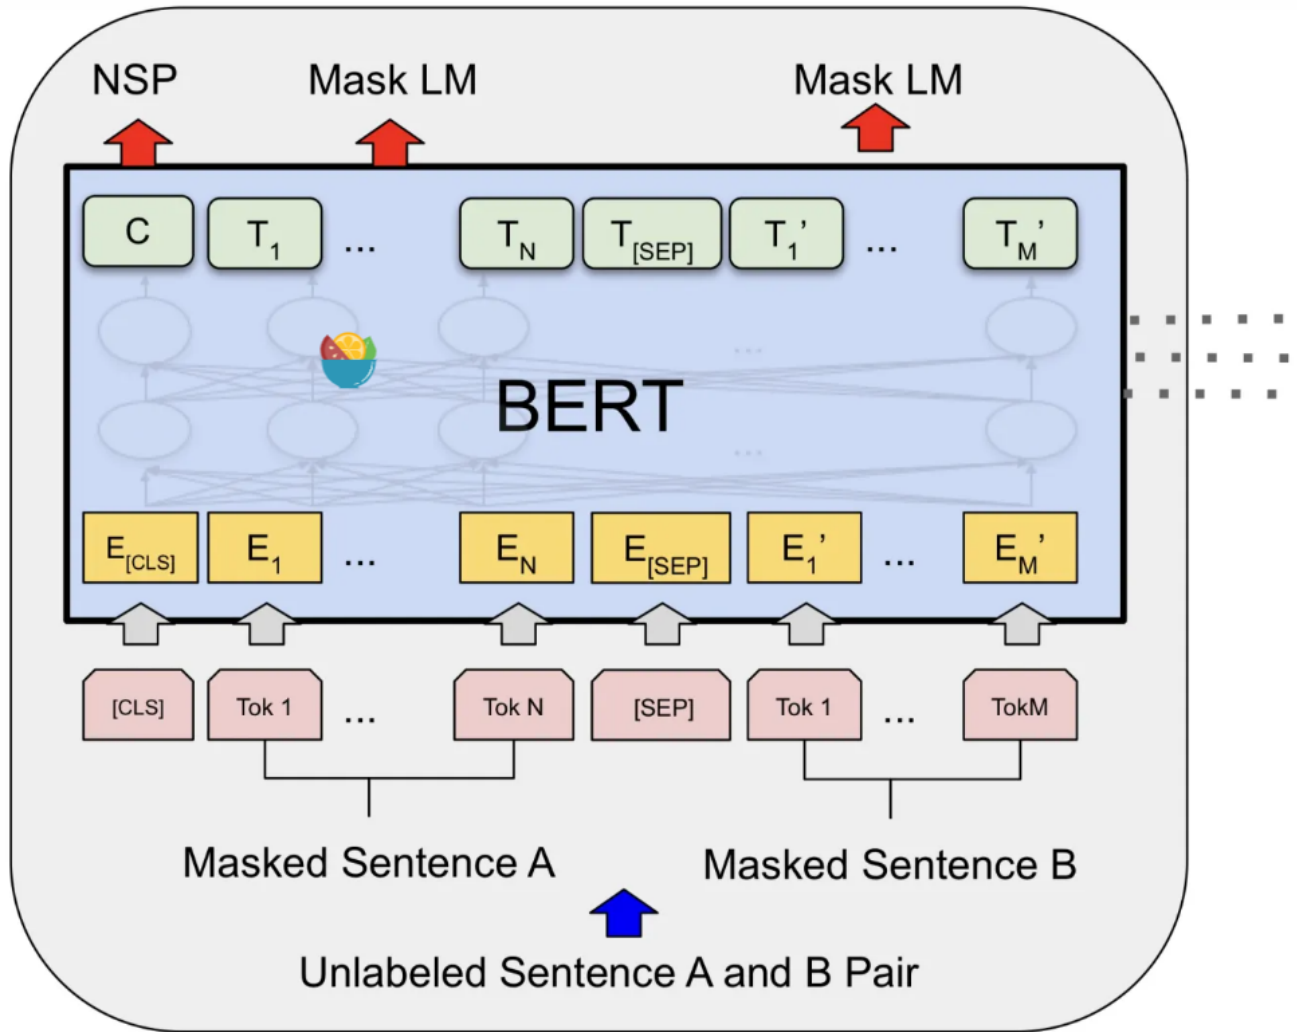 NSP Mask LM Mask LM
C T1 ... TN T[SEP] T1’ ... TM’
...
BERT
...
E[CLS] E1 ... EN E[SEP] E1’ ... EM’
[CLS] Tok 1 ... Tok N [SEP] Tok 1 ... TokM
Masked Sentence A Masked Sentence B
Unlabeled Sentence A and B Pair